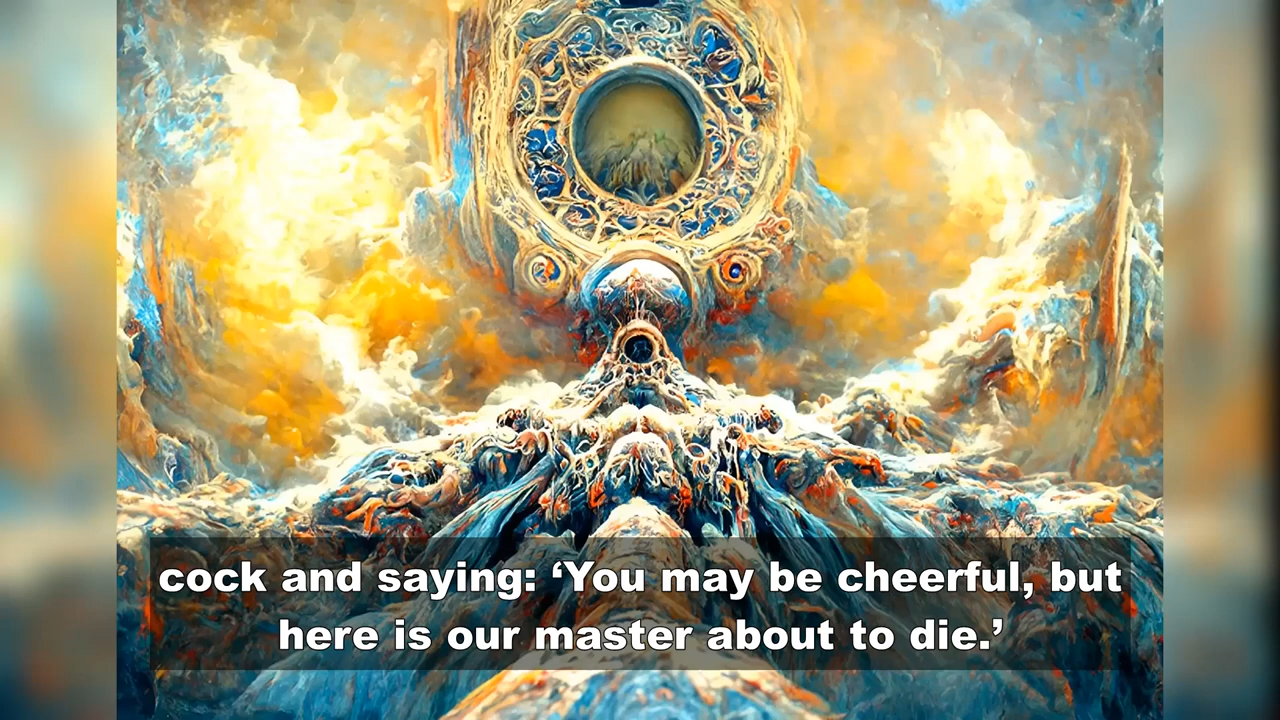 cock and saying: ‘You may be cheerful, but
here is our master about to die.’